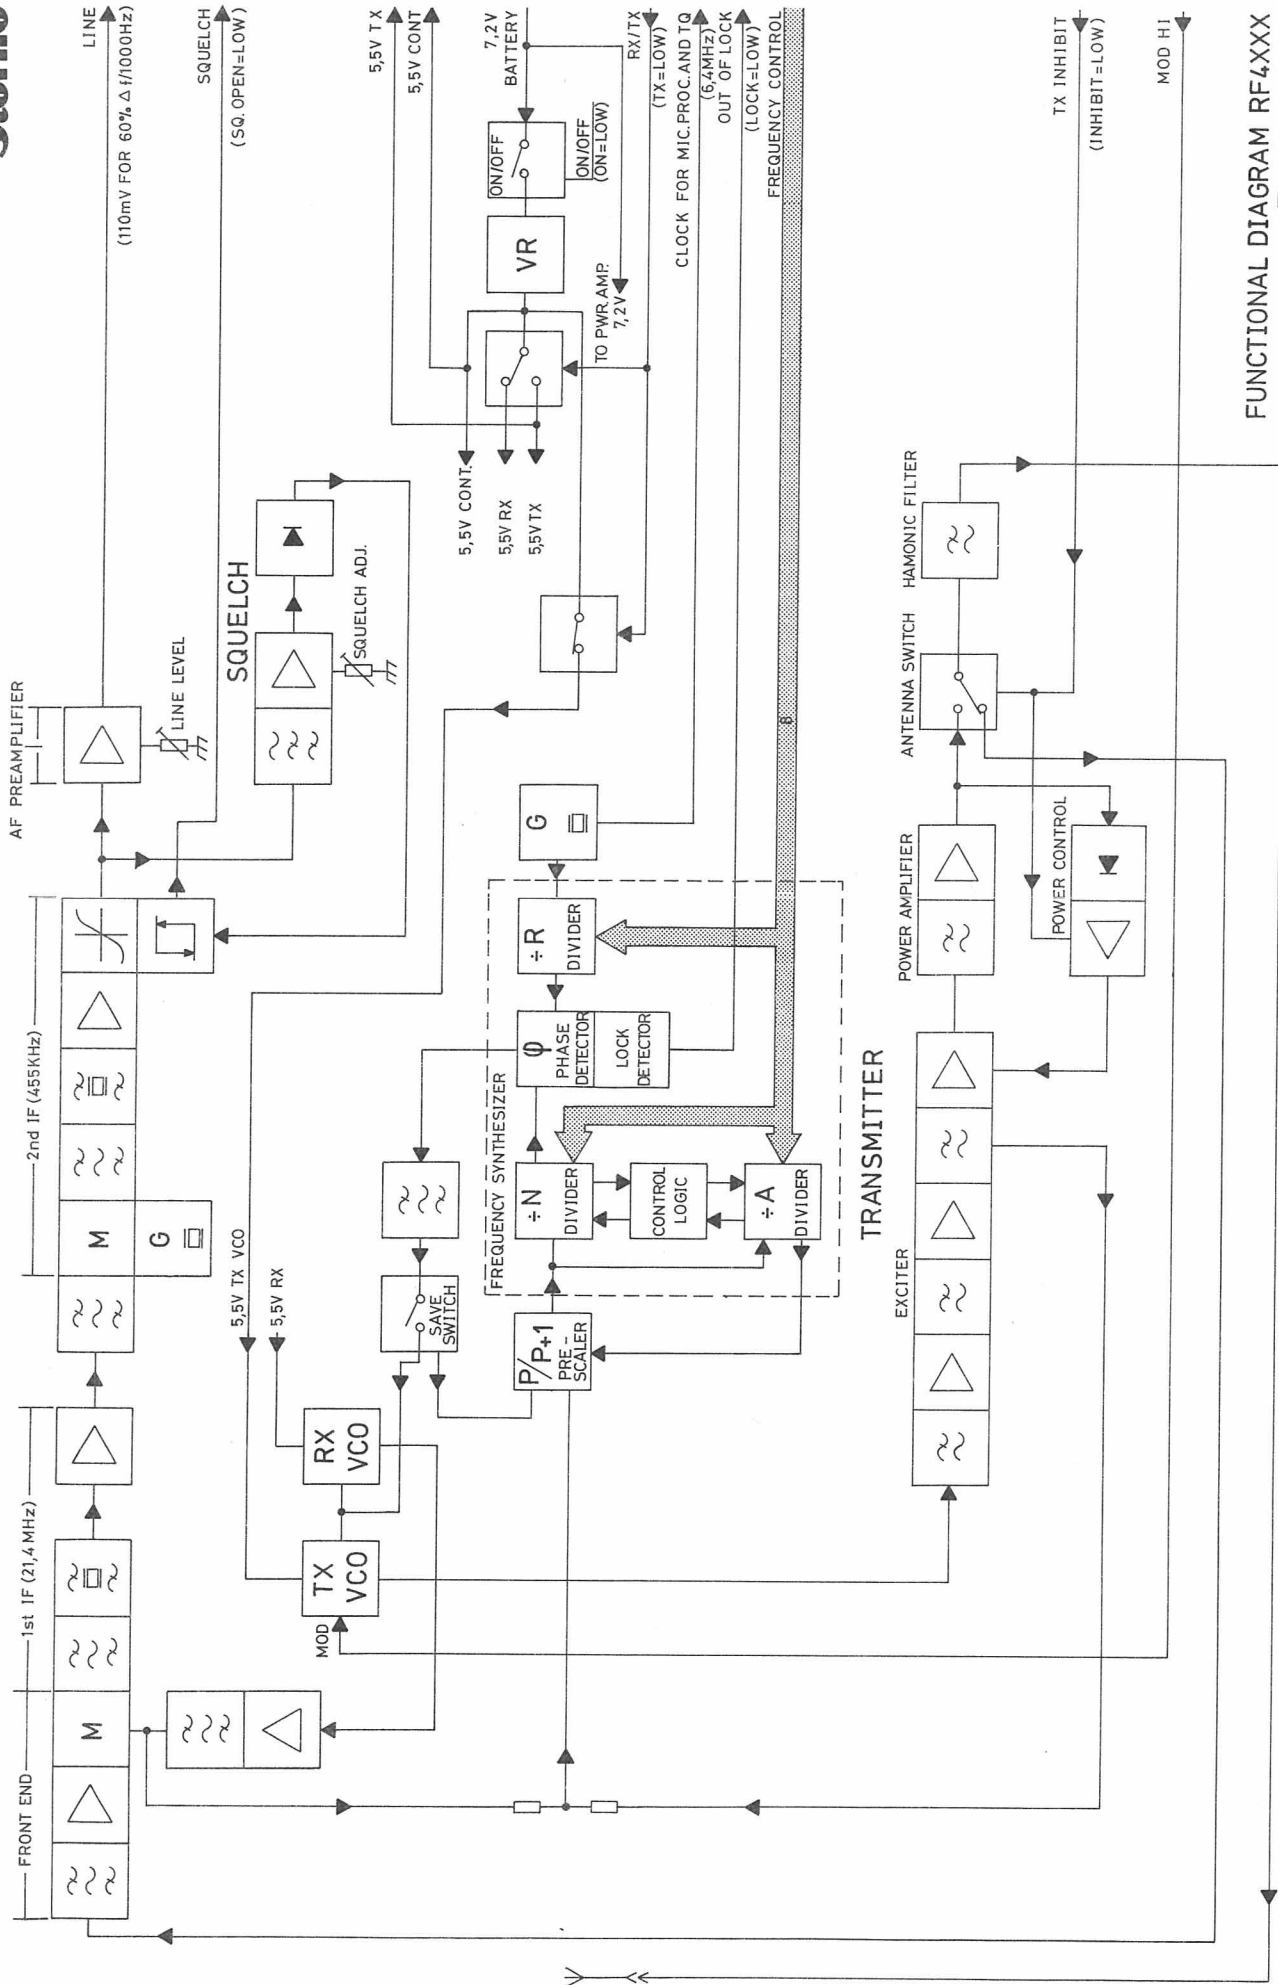 Storno
FRONT END
1st IF (21,4 MHz)
2nd IF (455KHz)
AF PREAMPLIFIER
LINE
(110mV FOR 60% Δ f/1000Hz)
M
M
G
LINE LEVEL
SQUELCH
(SQ. OPEN=LOW)
SQUELCH
SQUELCH ADJ.
5,5V TX VCO
5,5V RX
MOD
TX
VCO
RX
VCO
SAVE
SWITCH
5,5V TX
5,5V CONT
7,2V
BATTERY
ON/OFF
ON/OFF
(ON=LOW)
VR
5,5V CONT.
5,5V RX
5,5V TX
TO PWR.AMP.
7,2V
RX/TX
(TX=LOW)
CLOCK FOR MIC.PROC.AND TQ
(6,4MHz)
OUT OF LOCK
(LOCK=LOW)
FREQUENCY CONTROL
8
FREQUENCY SYNTHESIZER
P/P+1
PRE-
SCALER
÷N
DIVIDER
CONTROL
LOGIC
÷A
DIVIDER
φ
PHASE
DETECTOR
LOCK
DETECTOR
÷R
DIVIDER
G
TRANSMITTER
EXCITER
POWER AMPLIFIER
POWER CONTROL
ANTENNA SWITCH
HAMONIC FILTER
TX INHIBIT
(INHIBIT=LOW)
MOD HI
FUNCTIONAL DIAGRAM RF4XXX